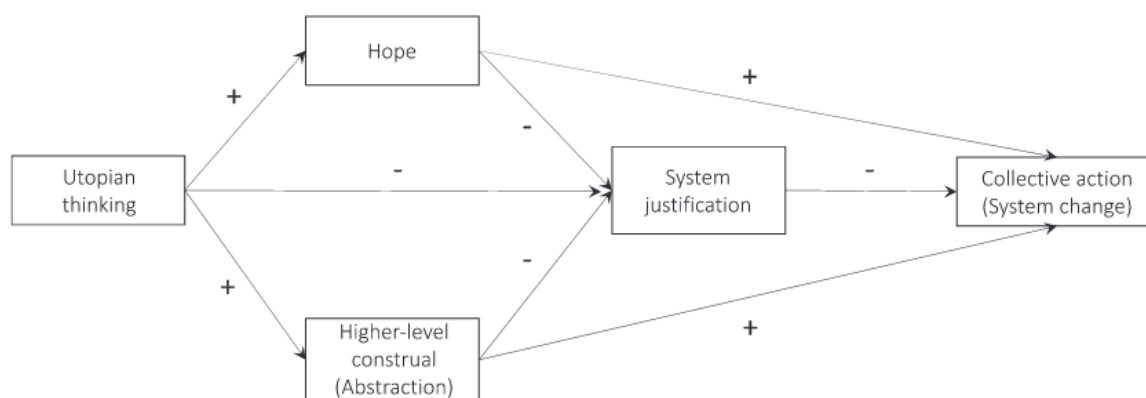 Hope
+
+
-
Utopian
thinking
-
System
justification
-
Collective action
(System change)
+
-
Higher-level
construal
(Abstraction)
+